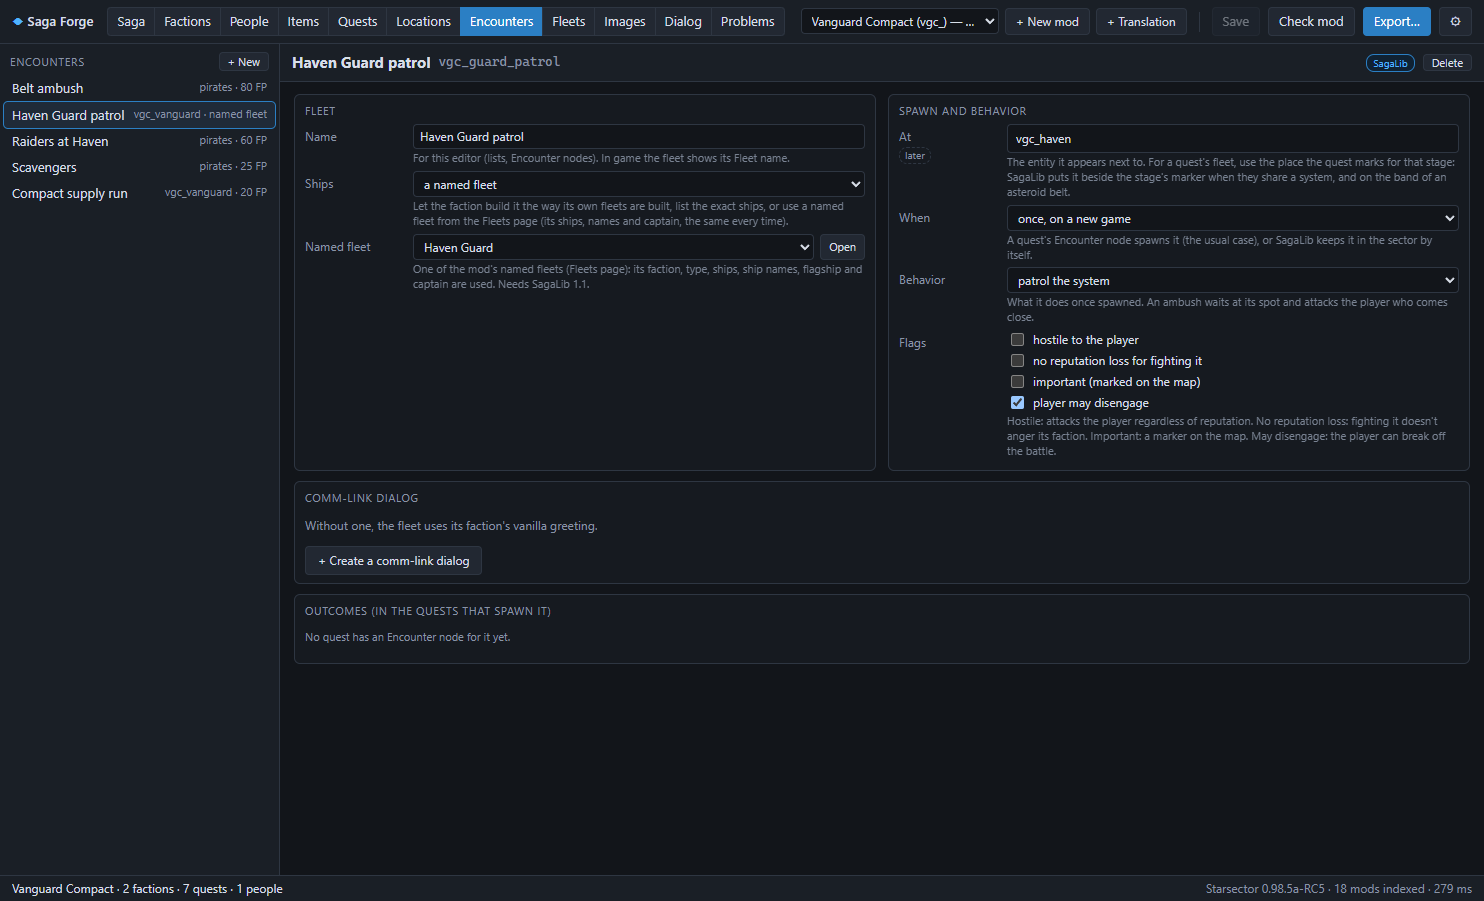 Saga Forge
Saga Factions People Items Quests Locations Encounters Fleets Images Dialog Problems
Vanguard Compact (vgc_) — ...
+ New mod
+ Translation
Save
Check mod
Export...
ENCOUNTERS
+ New
Belt ambush pirates · 80 FP
Haven Guard patrol vgc_vanguard · named fleet
Raiders at Haven pirates · 60 FP
Scavengers pirates · 25 FP
Compact supply run vgc_vanguard · 20 FP
Haven Guard patrol vgc_guard_patrol
SagaLib
Delete
FLEET
Name
Haven Guard patrol
For this editor (lists, Encounter nodes). In game the fleet shows its Fleet name.
Ships
a named fleet
Let the faction build it the way its own fleets are built, list the exact ships, or use a named
fleet from the Fleets page (its ships, names and captain, the same every time).
Named fleet
Haven Guard
Open
One of the mod's named fleets (Fleets page): its faction, type, ships, ship names, flagship and
captain are used. Needs SagaLib 1.1.
SPAWN AND BEHAVIOR
At
later
vgc_haven
The entity it appears next to. For a quest's fleet, use the place the quest marks for that stage:
SagaLib puts it beside the stage's marker when they share a system, and on the band of an
asteroid belt.
When
once, on a new game
A quest's Encounter node spawns it (the usual case), or SagaLib keeps it in the sector by
itself.
Behavior
patrol the system
What it does once spawned. An ambush waits at its spot and attacks the player who comes
close.
Flags
hostile to the player
no reputation loss for fighting it
important (marked on the map)
player may disengage
Hostile: attacks the player regardless of reputation. No reputation loss: fighting it doesn't
anger its faction. Important: a marker on the map. May disengage: the player can break off
the battle.
COMM-LINK DIALOG
Without one, the fleet uses its faction's vanilla greeting.
+ Create a comm-link dialog
OUTCOMES (IN THE QUESTS THAT SPAWN IT)
No quest has an Encounter node for it yet.
Vanguard Compact · 2 factions · 7 quests · 1 people
Starsector 0.98.5a-RC5 · 18 mods indexed · 279 ms